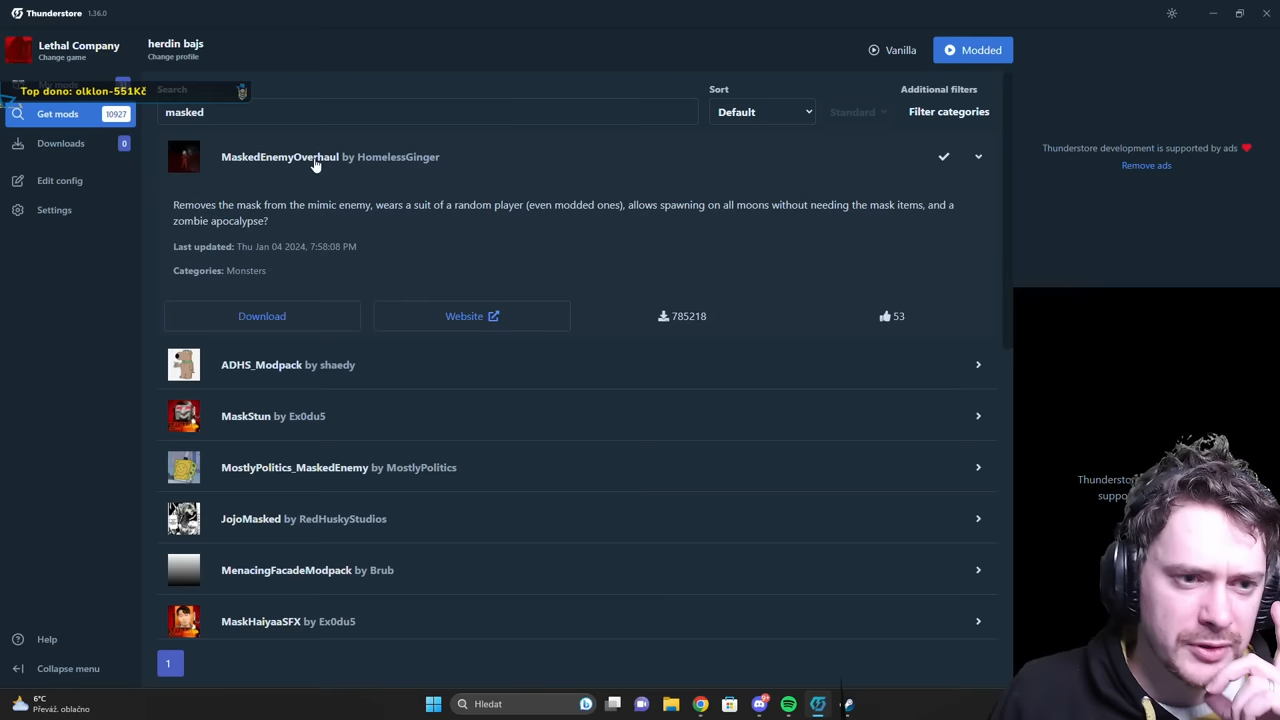 Thunderstore 1.36.0
Lethal Company
Change game
herdin bajs
Change profile
Vanilla
Modded
Top dono: olklon-551Kč
Get mods 10927
Downloads 0
Edit config
Settings
Help
Collapse menu
Search
masked
Sort
Default
Standard
Additional filters
Filter categories
MaskedEnemyOverhaul by HomelessGinger
Removes the mask from the mimic enemy, wears a suit of a random player (even modded ones), allows spawning on all moons without needing the mask items, and a
zombie apocalypse?
Last updated: Thu Jan 04 2024, 7:58:08 PM
Categories: Monsters
Download
Website
785218
53
ADHS_Modpack by shaedy
MaskStun by Ex0du5
MostlyPolitics_MaskedEnemy by MostlyPolitics
JojoMasked by RedHuskyStudios
MenacingFacadeModpack by Brub
MaskHaiyaaSFX by Ex0du5
1
Thunderstore development is supported by ads
Remove ads
6°C
Převáž. oblačno
Hledat